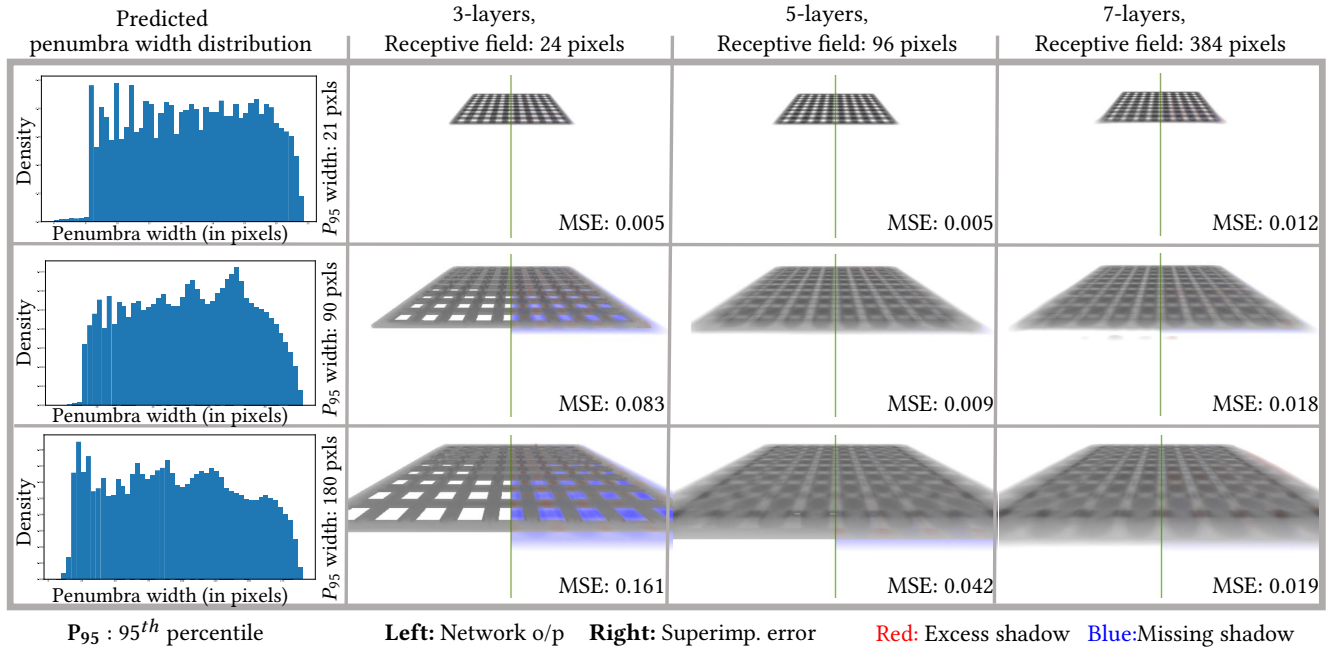 Predicted
penumbra width distribution
3-layers,
Receptive field: 24 pixels
5-layers,
Receptive field: 96 pixels
7-layers,
Receptive field: 384 pixels
Density
Penumbra width (in pixels)
P95 width: 21 pxls
MSE: 0.005
MSE: 0.005
MSE: 0.012
Density
Penumbra width (in pixels)
P95 width: 90 pxls
MSE: 0.083
MSE: 0.009
MSE: 0.018
Density
Penumbra width (in pixels)
P95 width: 180 pxls
MSE: 0.161
MSE: 0.042
MSE: 0.019
P95 : 95th percentile
Left: Network o/p Right: Superimp. error
Red: Excess shadow Blue:Missing shadow